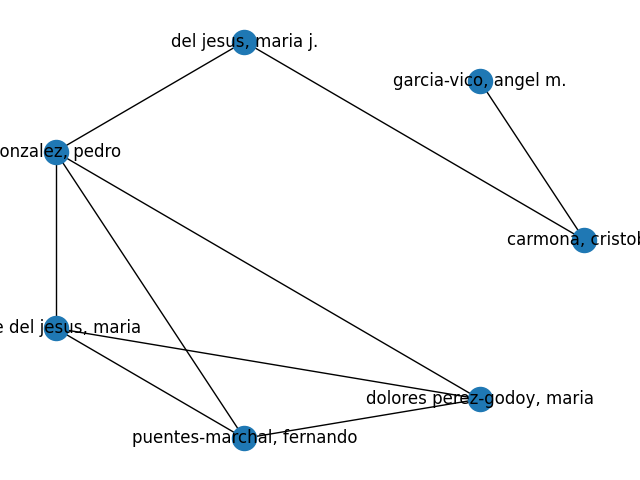 del jesus, maria j.
garcia-vico, angel m.
onzalez, pedro
carmona, cristob
e del jesus, maria
dolores perez-godoy, maria
puentes-marchal, fernando